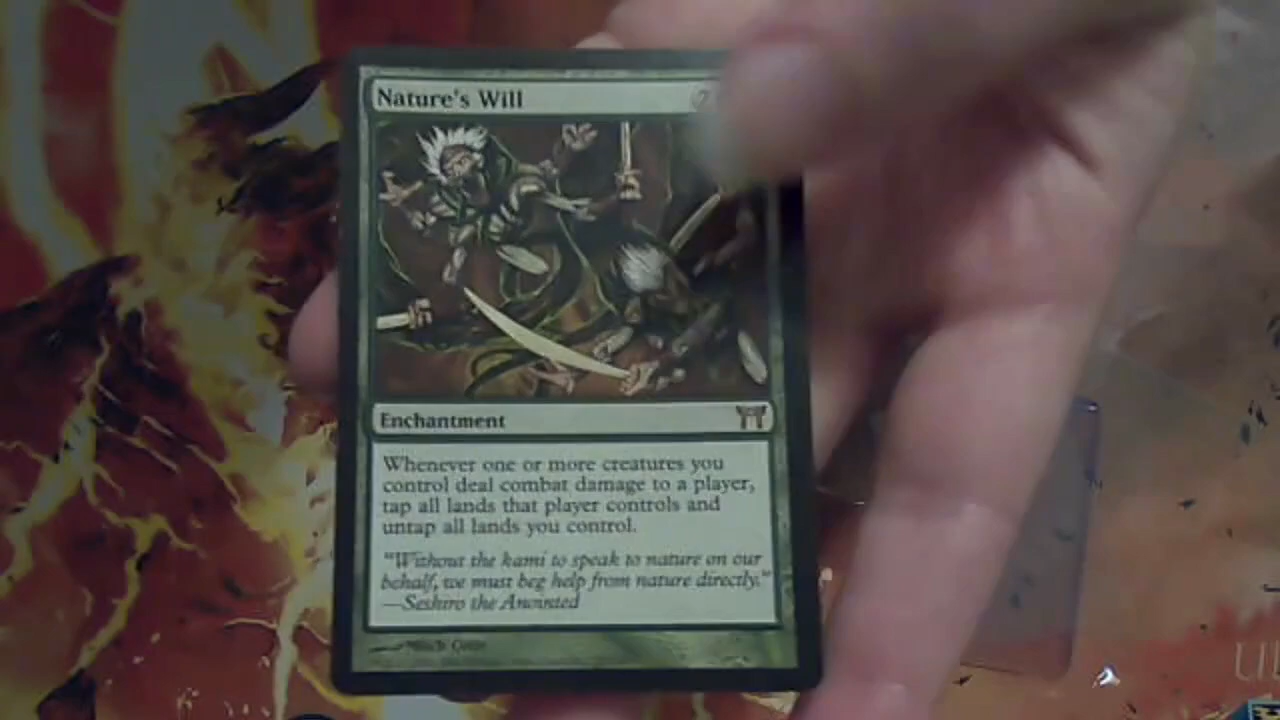 Nature's Will
Enchantment
Whenever one or more creatures you
control deal combat damage to a player,
tap all lands that player controls and
untap all lands you control.
"Without the kami to speak to nature on our
behalf, we must beg help from nature directly."
—Seshiro the Anointed